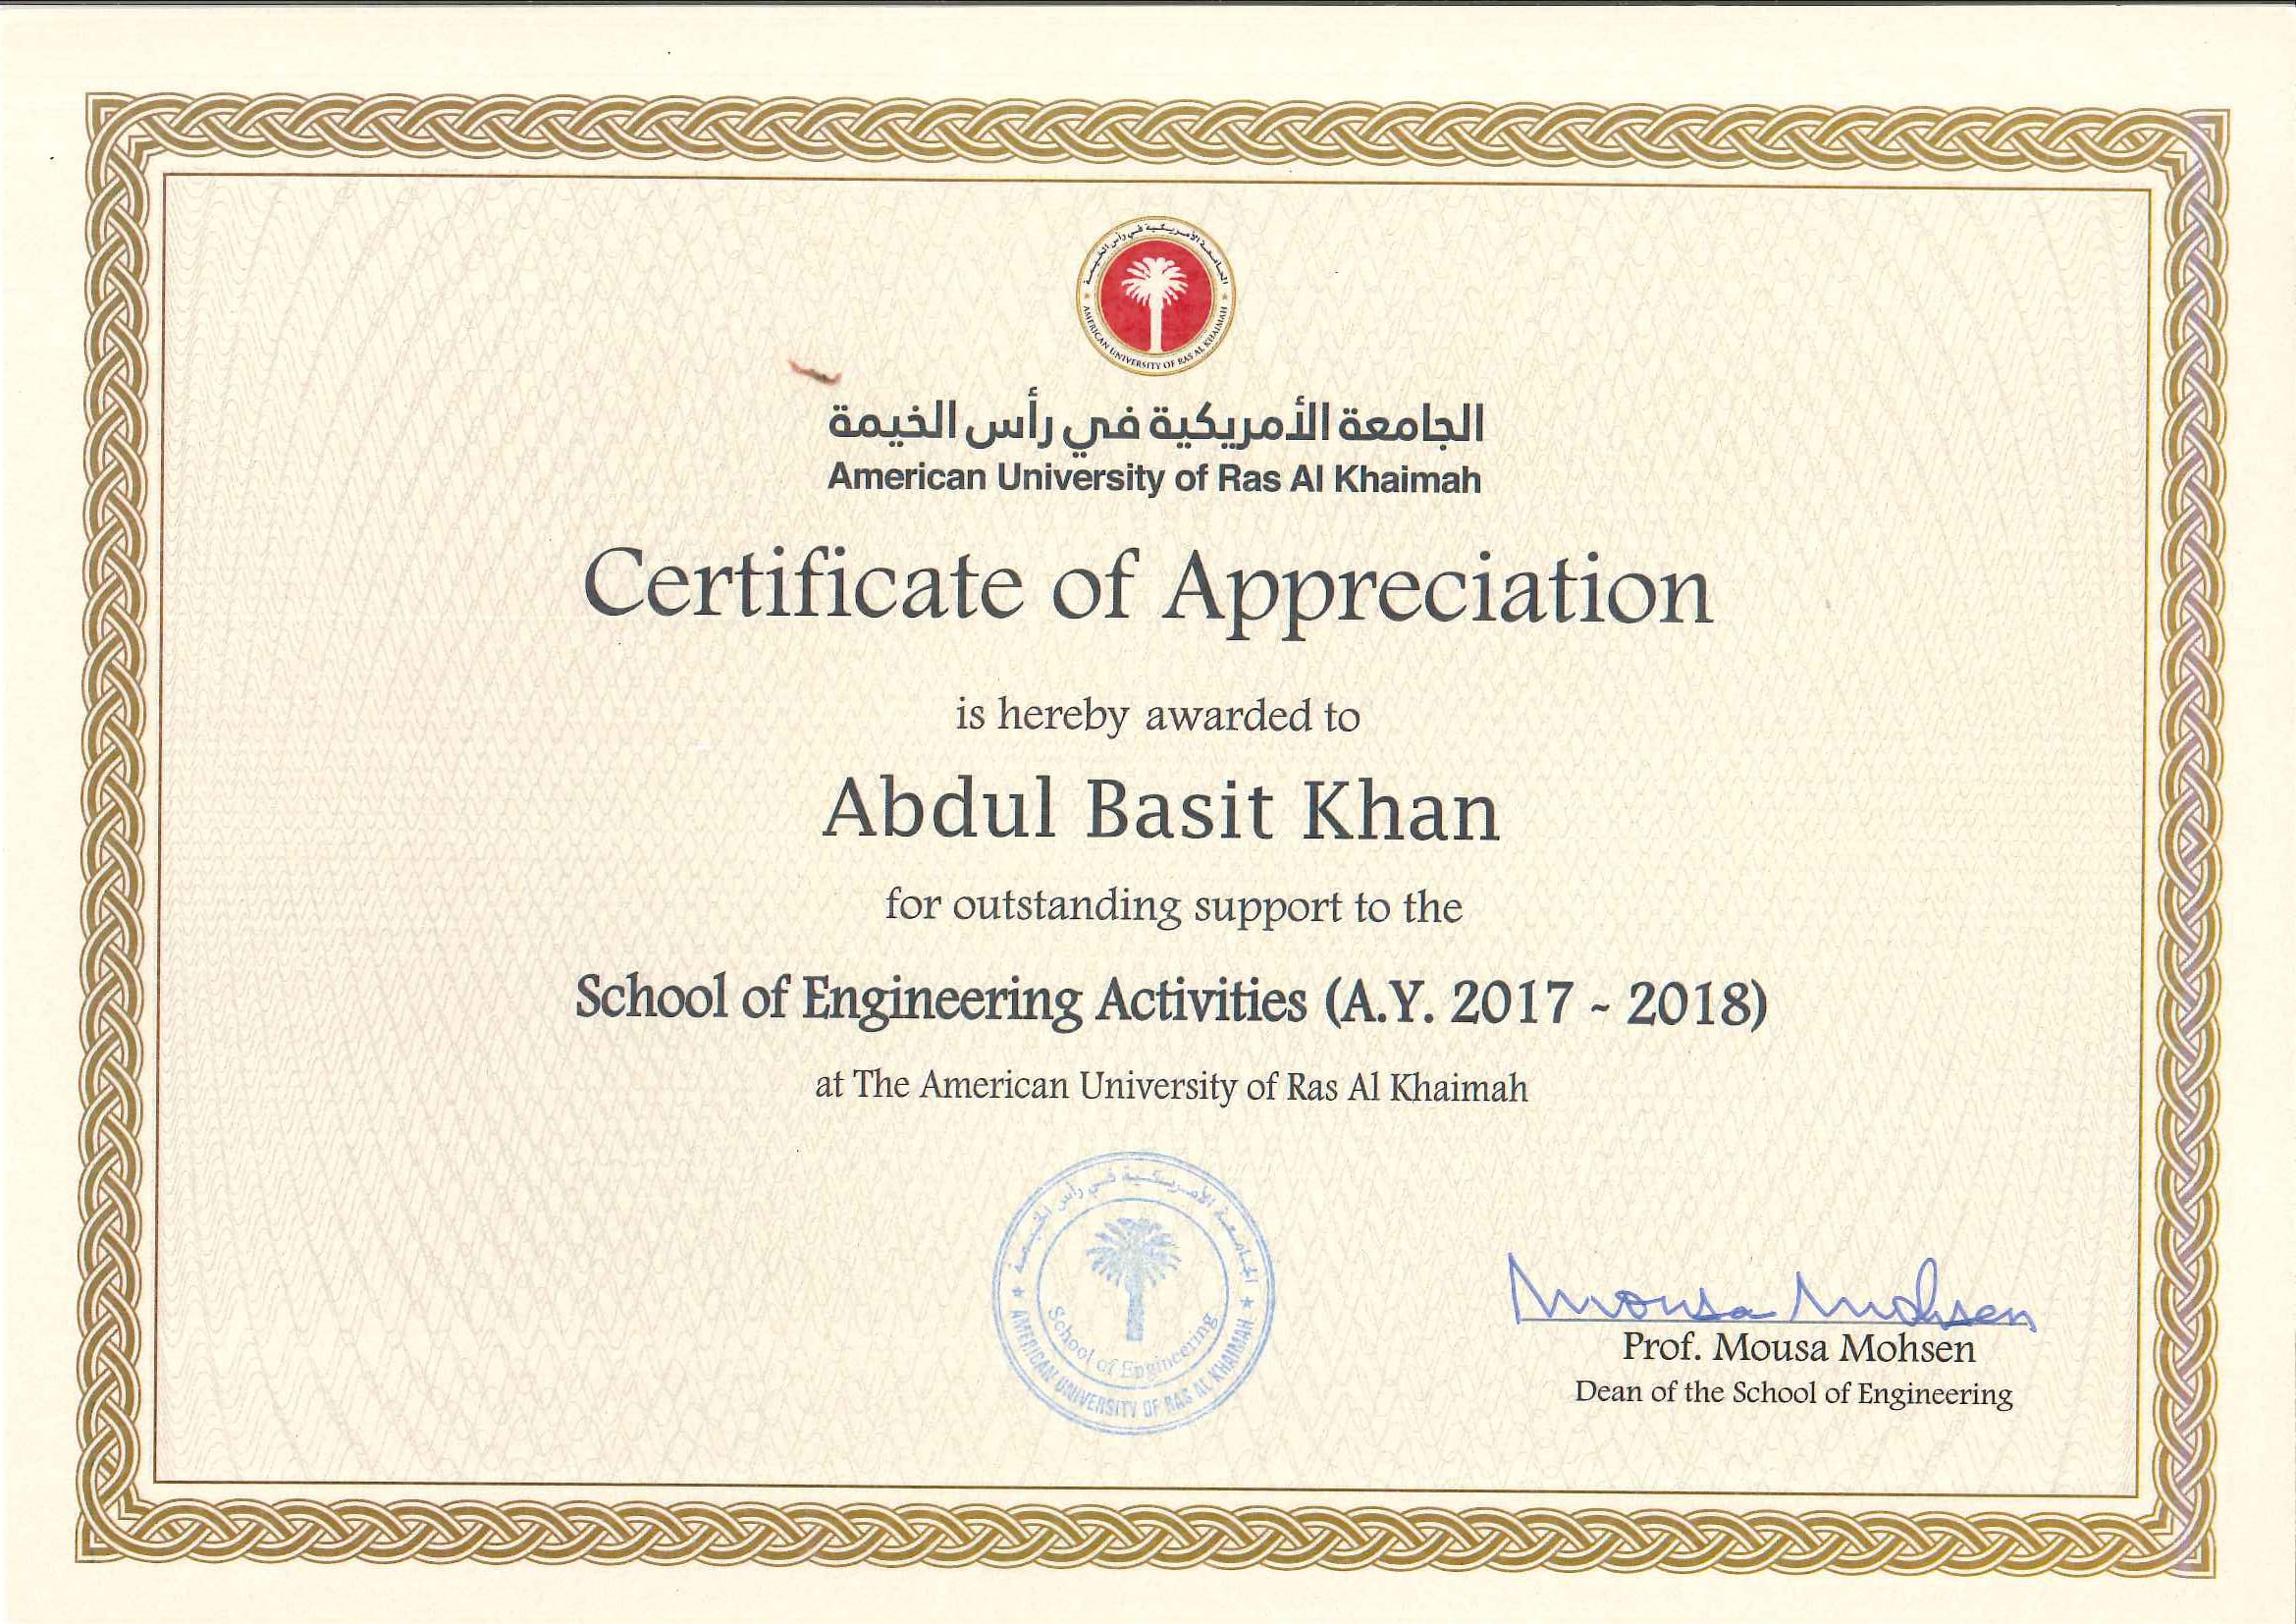 الجامعة الأمريكية في رأس الخيمة
AMERICAN UNIVERSITY OF RAS AL KHAIMAH
الجامعة الأمريكية في رأس الخيمة
American University of Ras Al Khaimah
Certificate of Appreciation
is hereby awarded to
Abdul Basit Khan
for outstanding support to the
School of Engineering Activities (A.Y. 2017 - 2018)
at The American University of Ras Al Khaimah
الجامعة الأمريكية في رأس الخيمة
School of Engineering
AMERICAN UNIVERSITY OF RAS AL KHAIMAH
Mousa Mohsen
Prof. Mousa Mohsen
Dean of the School of Engineering